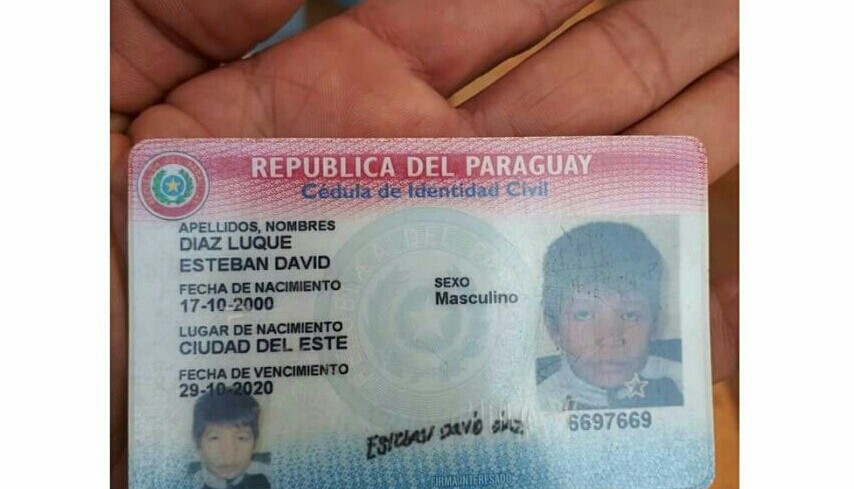 REPUBLICA DEL PARAGUAY
Cédula de Identidad Civil
APELLIDOS, NOMBRES
DIAZ LUQUE
ESTEBAN DAVID
FECHA DE NACIMIENTO
17-10-2000
SEXO
Masculino
LUGAR DE NACIMIENTO
CIUDAD DEL ESTE
FECHA DE VENCIMIENTO
29-10-2020
6697669
ESTEBAN DAVID DIAZ
FIRMA INTERESADO